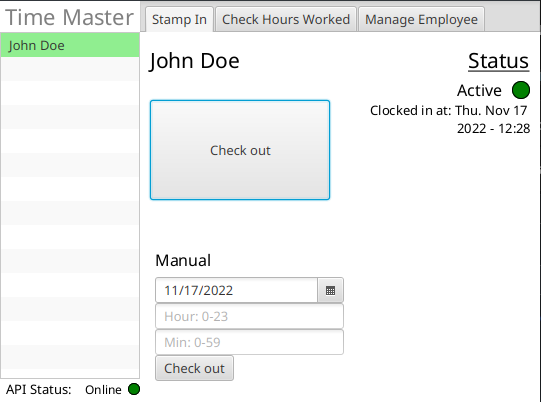 Time Master
Stamp In
Check Hours Worked
Manage Employee
John Doe
John Doe
Status
Active
Clocked in at: Thu. Nov 17
2022 - 12:28
Check out
Manual
11/17/2022
Hour: 0-23
Min: 0-59
Check out
API Status: Online